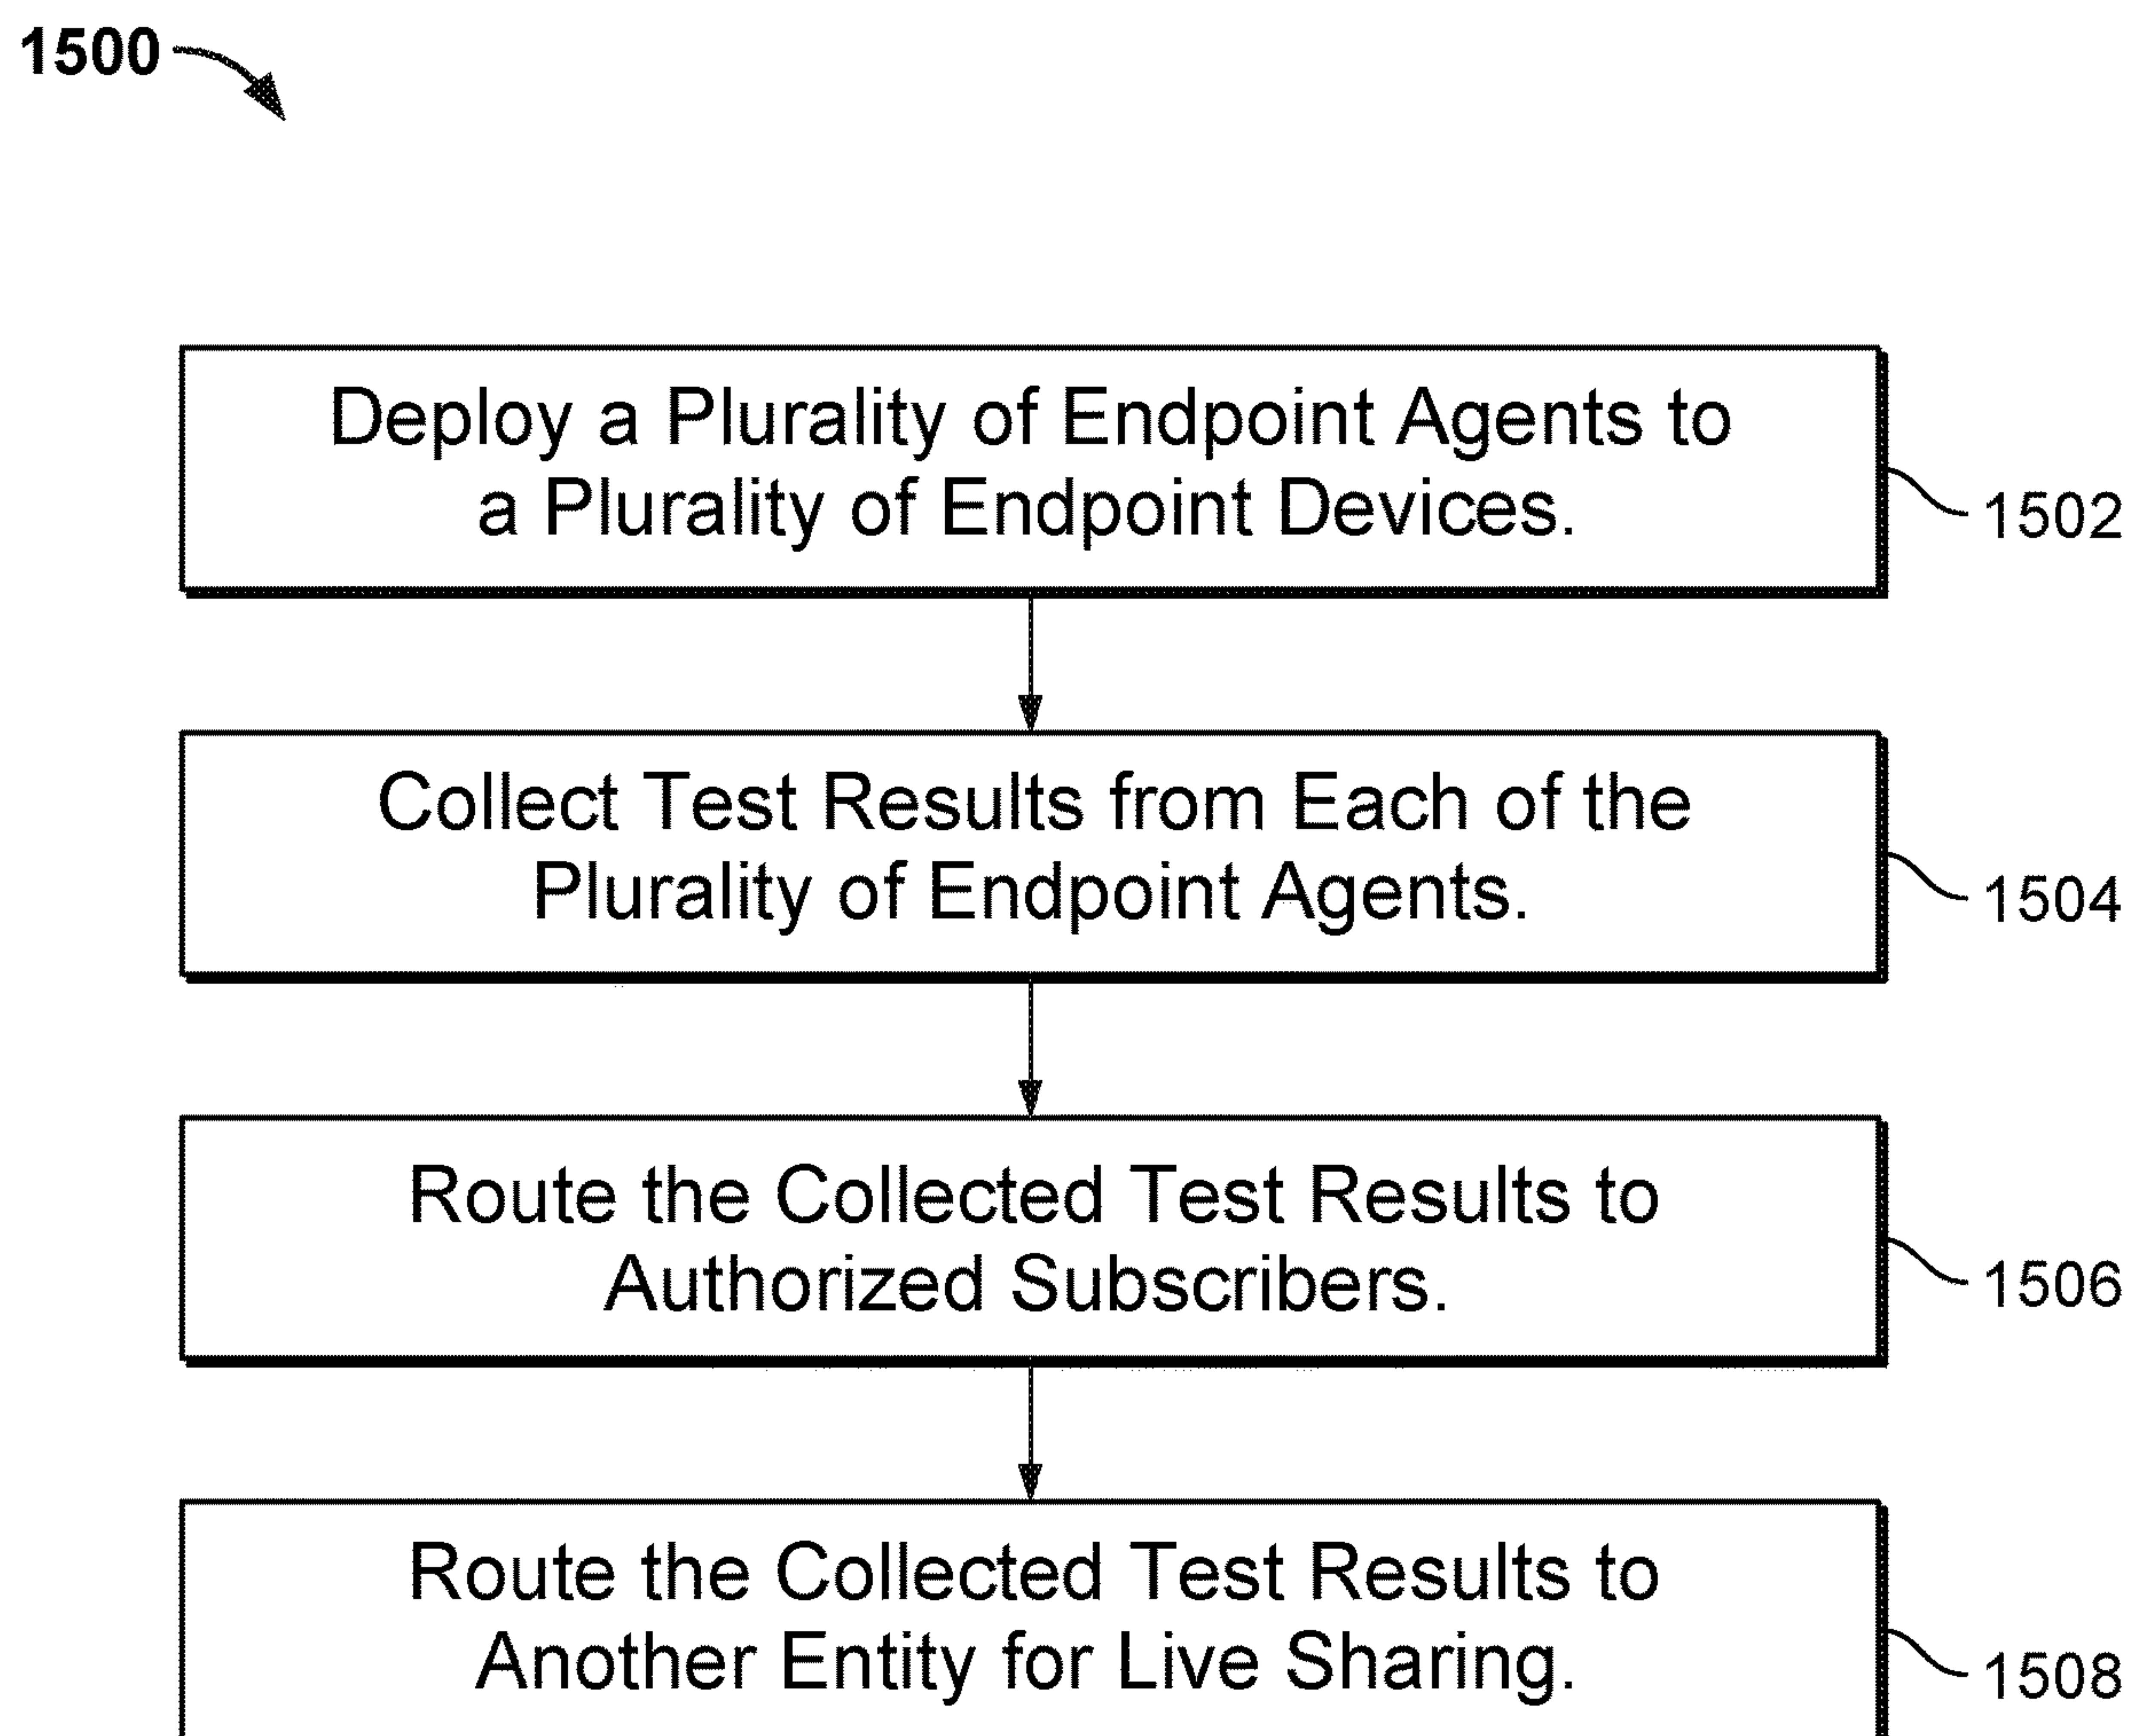 1500
Deploy a Plurality of Endpoint Agents to
a Plurality of Endpoint Devices.
1502
Collect Test Results from Each of the
Plurality of Endpoint Agents.
1504
Route the Collected Test Results to
Authorized Subscribers.
1506
Route the Collected Test Results to
Another Entity for Live Sharing.
1508